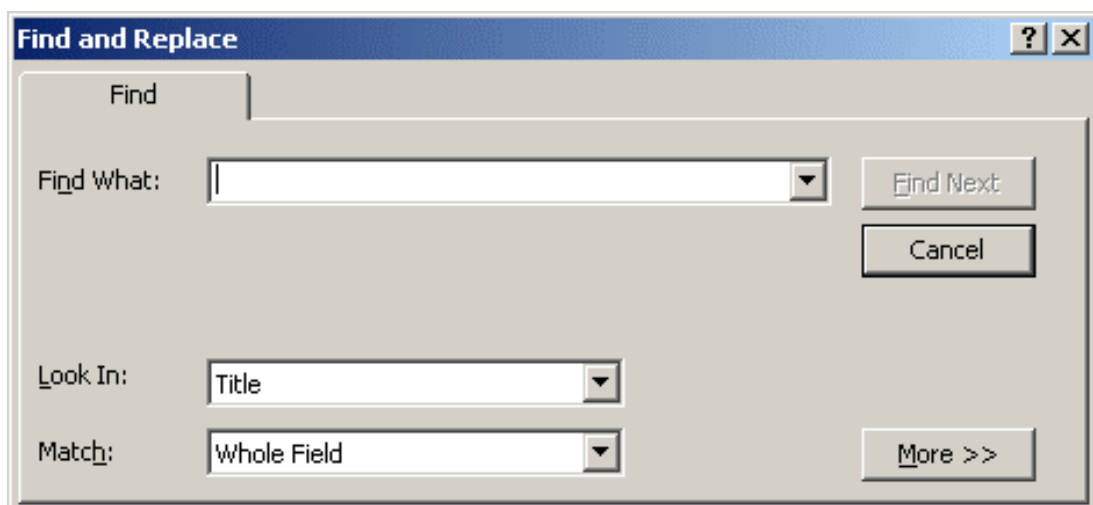 Find and Replace
Find
Find What:
Find Next
Cancel
Look In:
Title
Match:
Whole Field
More >>